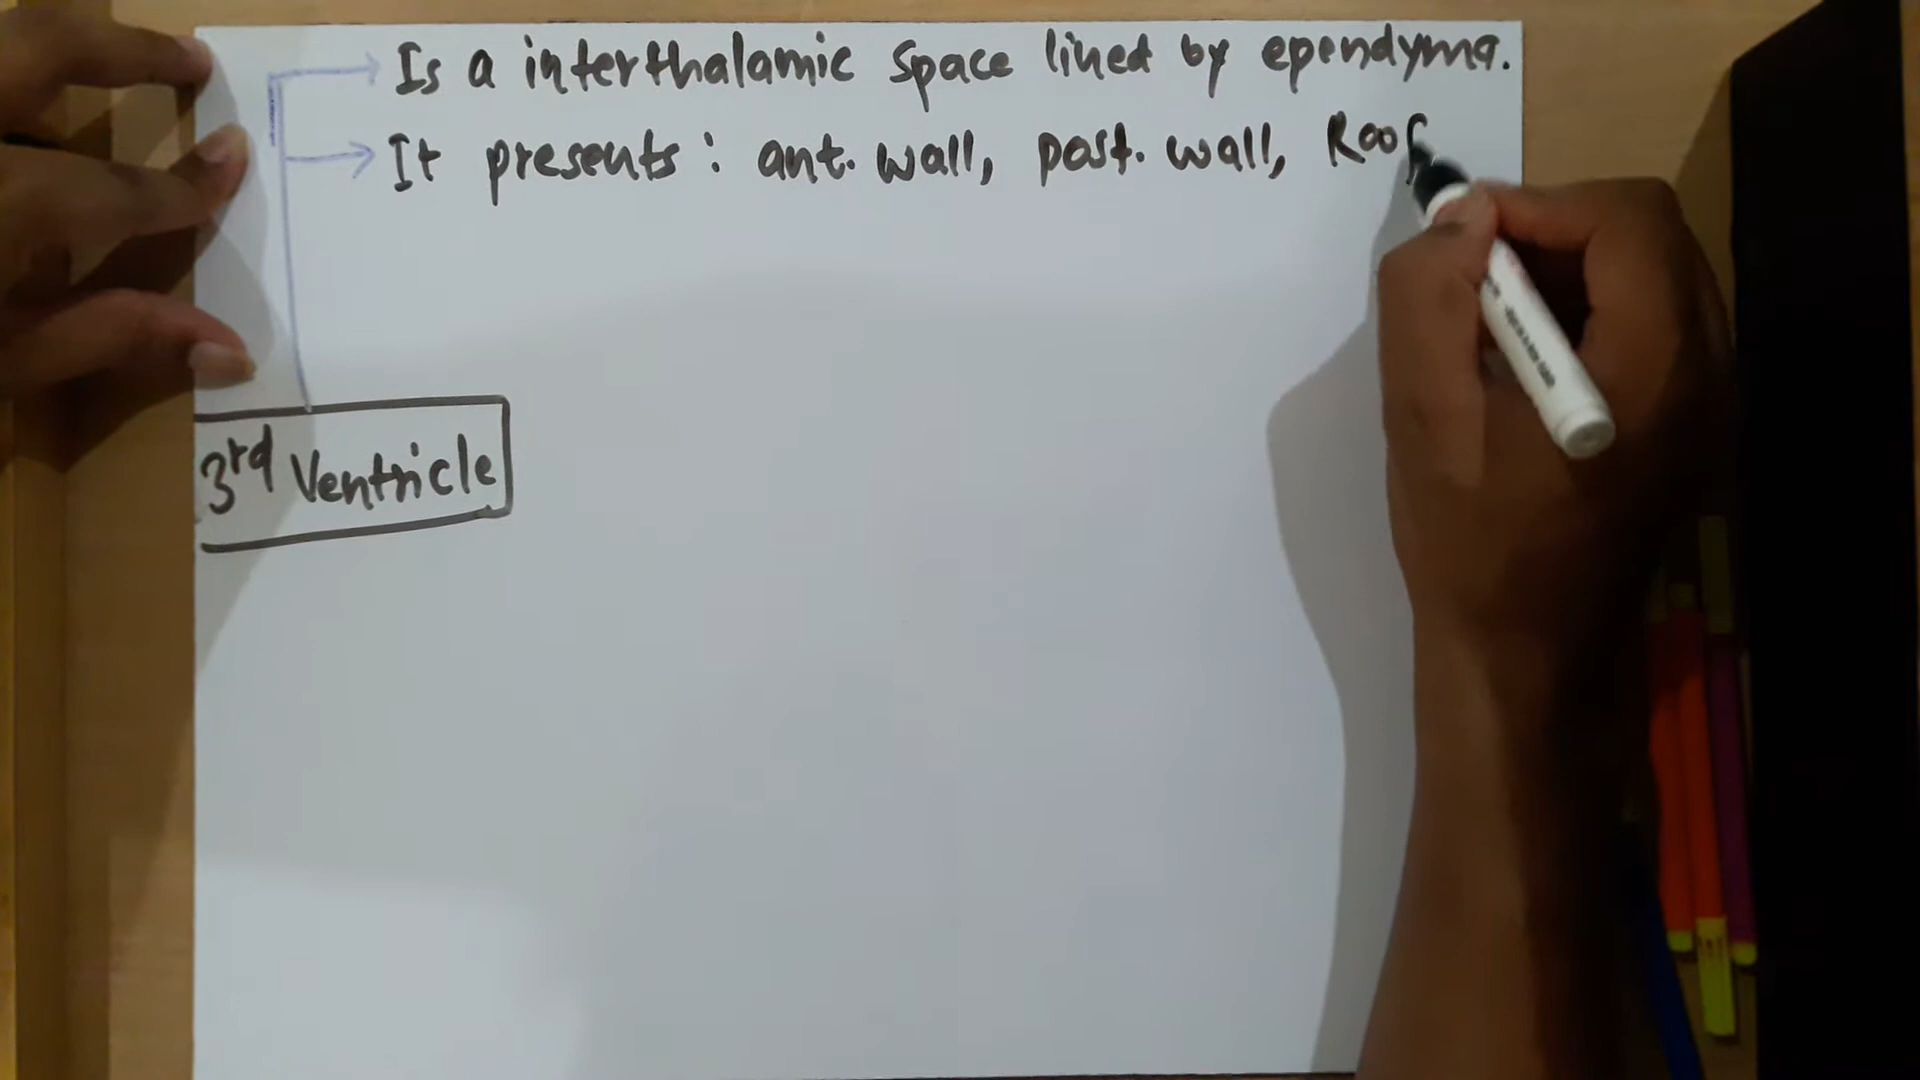 Is a interthalamic space lined by ependyma.
It presents : ant. wall, post. wall, Roof
3rd Ventricle